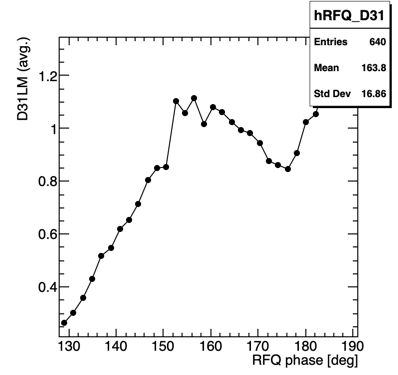 hRFQ_D31
Entries 640
Mean 163.8
Std Dev 16.86
D31LM (avg.)
1.2
1
0.8
0.6
0.4
130 140 150 160 170 180 190
RFQ phase [deg]